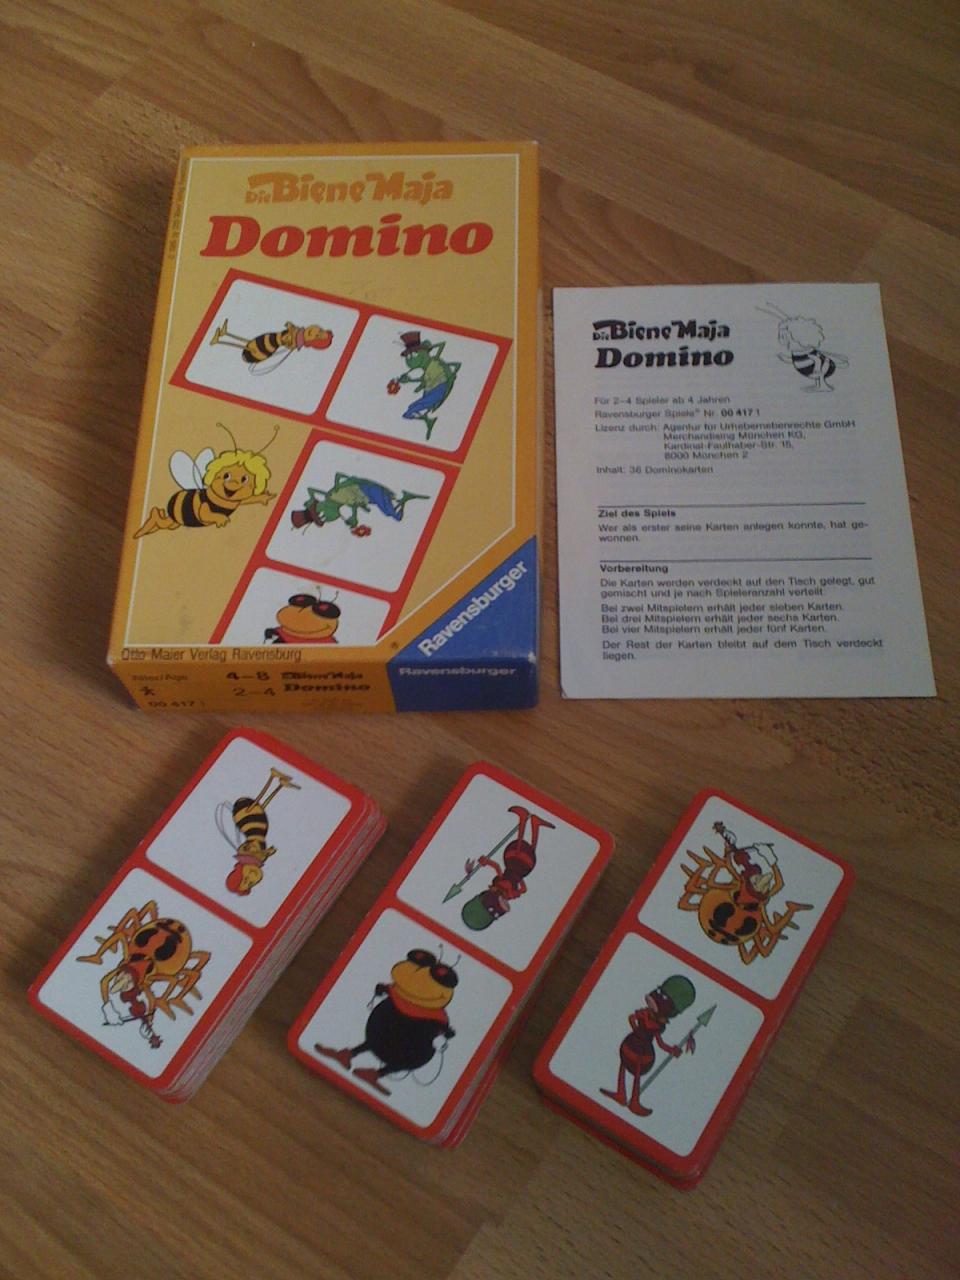 Die Biene Maja
Domino
Ravensburger
Otto Maier Verlag Ravensburg
4–8
2–4
Die Biene Maja
Domino
Ravensburger
00 417 1
Die Biene Maja
Domino
Für 2–4 Spieler ab 4 Jahren
Ravensburger Spiele® Nr. 00 417 1
Lizenz durch: Agentur für Urhebernebenrechte GmbH
Merchandising München KG,
Kardinal-Faulhaber-Str. 15,
8000 München 2
Inhalt: 36 Dominokarten
Ziel des Spiels
Wer als erster seine Karten anlegen konnte, hat ge-
wonnen.
Vorbereitung
Die Karten werden verdeckt auf den Tisch gelegt, gut
gemischt und je nach Spieleranzahl verteilt:
Bei zwei Mitspielern erhält jeder sieben Karten.
Bei drei Mitspielern erhält jeder sechs Karten.
Bei vier Mitspielern erhält jeder fünf Karten.
Der Rest der Karten bleibt auf dem Tisch verdeckt
liegen.